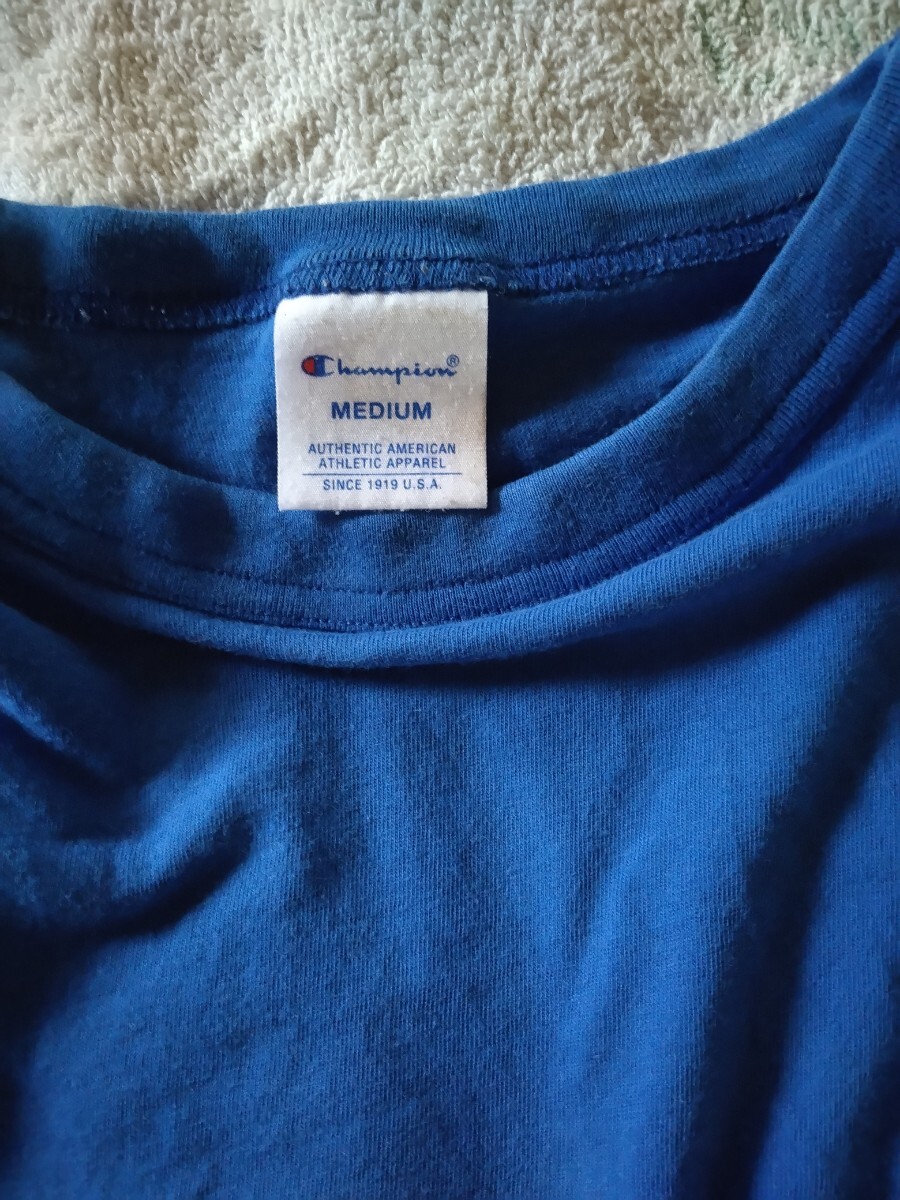 Champion®
MEDIUM
AUTHENTIC AMERICAN
ATHLETIC APPAREL
SINCE 1919 U.S.A.